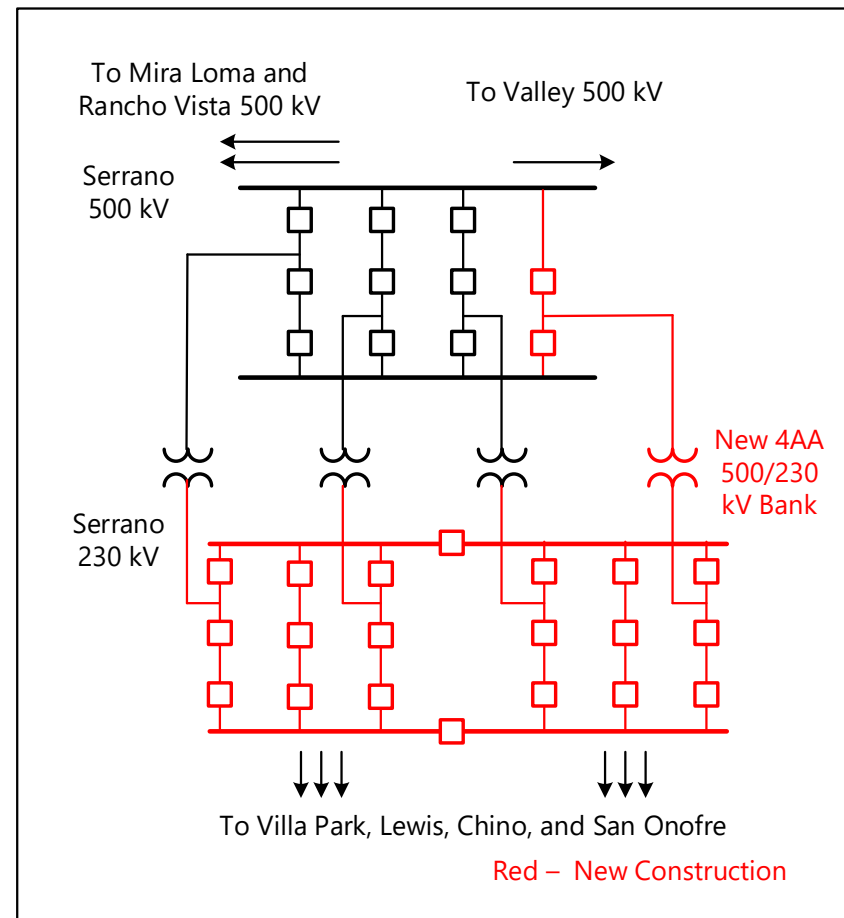 To Mira Loma and
Rancho Vista 500 kV
To Valley 500 kV
Serrano
500 kV
New 4AA
500/230
kV Bank
Serrano
230 kV
To Villa Park, Lewis, Chino, and San Onofre
Red – New Construction